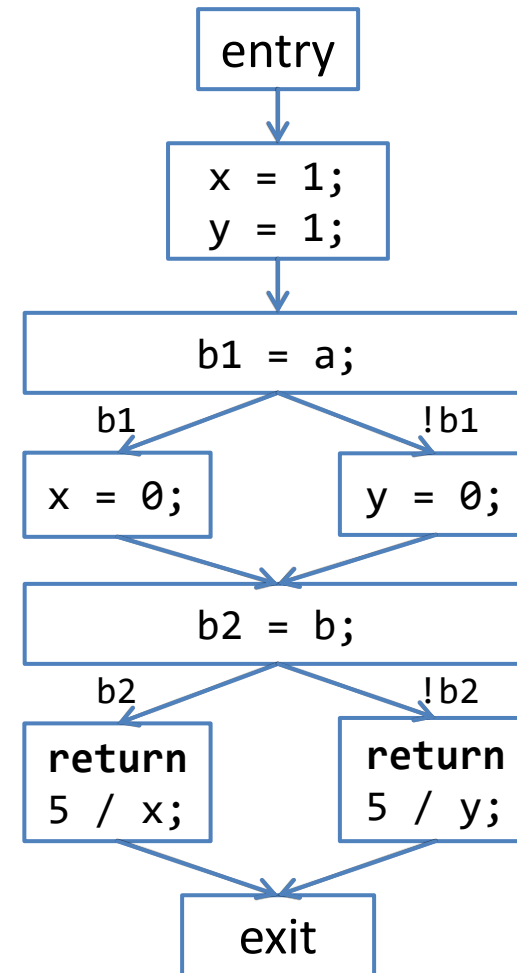 entry
x = 1;
y = 1;
b1 = a;
b1
!b1
x = 0;
y = 0;
b2 = b;
b2
!b2
return
5 / x;
return
5 / y;
exit